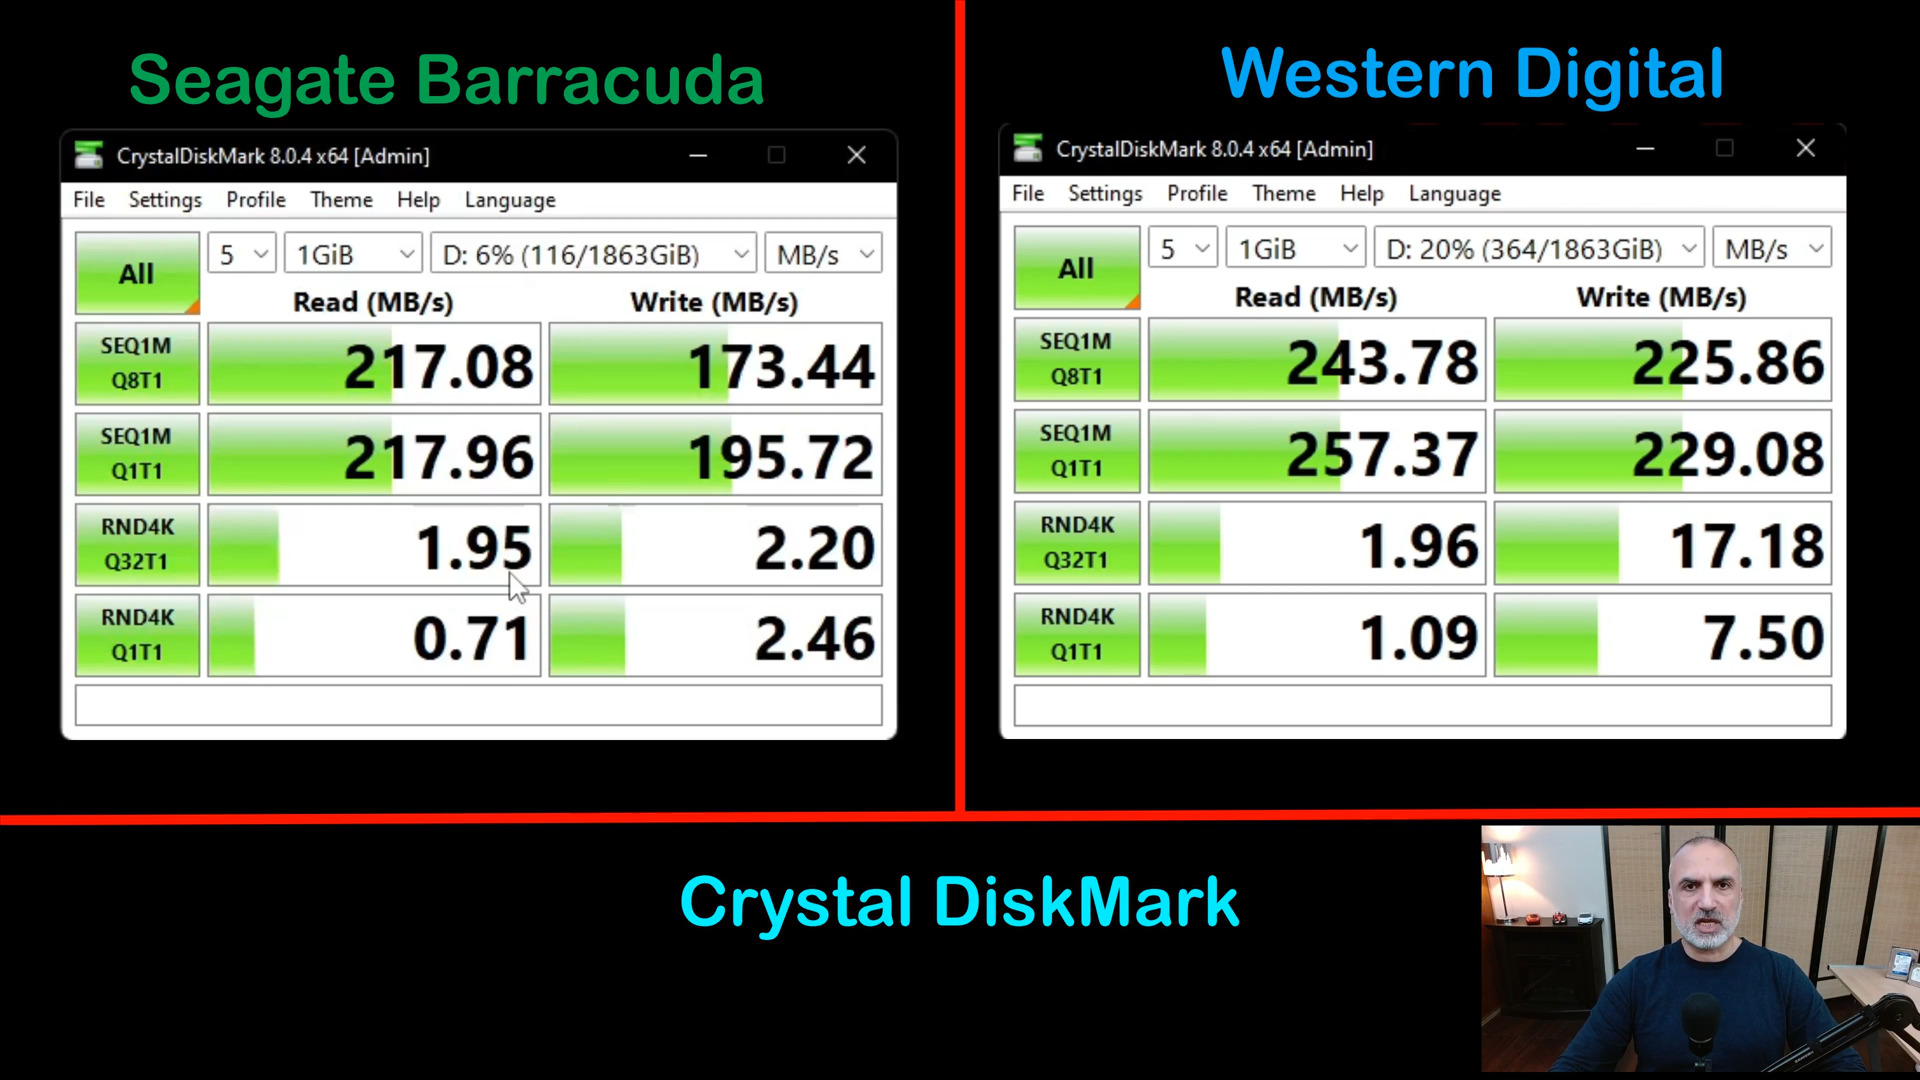 Seagate Barracuda
CrystalDiskMark 8.0.4 x64 [Admin]
File Settings Profile Theme Help Language
All 5 1GiB D: 6% (116/1863GiB) MB/s
Read (MB/s) Write (MB/s)
SEQ1M Q8T1 217.08 173.44
SEQ1M Q1T1 217.96 195.72
RND4K Q32T1 1.95 2.20
RND4K Q1T1 0.71 2.46
Western Digital
CrystalDiskMark 8.0.4 x64 [Admin]
File Settings Profile Theme Help Language
All 5 1GiB D: 20% (364/1863GiB) MB/s
Read (MB/s) Write (MB/s)
SEQ1M Q8T1 243.78 225.86
SEQ1M Q1T1 257.37 229.08
RND4K Q32T1 1.96 17.18
RND4K Q1T1 1.09 7.50
Crystal DiskMark